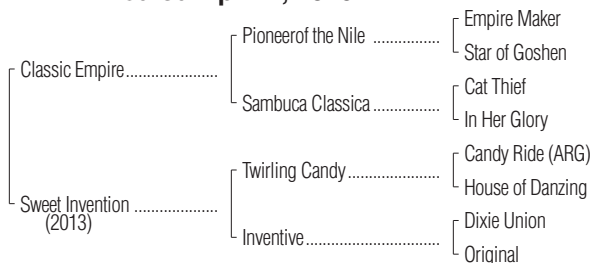 Empire Maker
Pioneerof the Nile ................
Star of Goshen
Classic Empire......................
Cat Thief
Sambuca Classica ................
In Her Glory
Candy Ride (ARG)
Twirling Candy......................
House of Danzing
Sweet Invention ....................
(2013)
Dixie Union
Inventive................................
Original